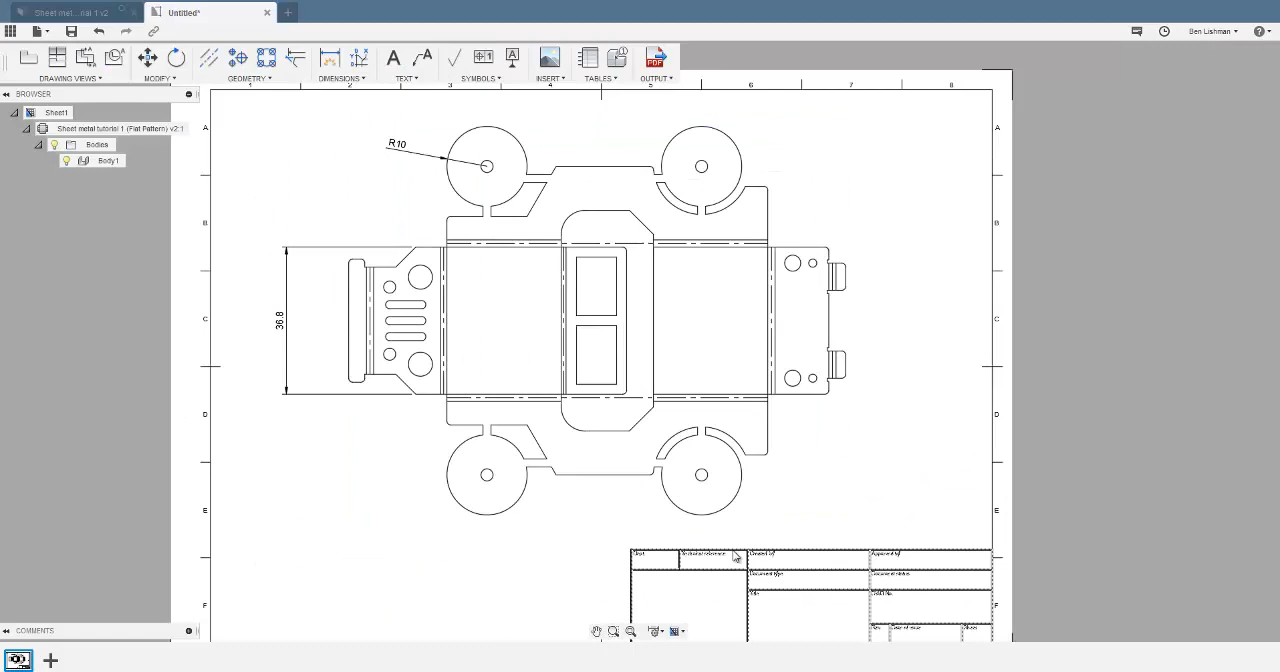 Sheet met...rial 1 v2
Untitled*
Ben Lishman
DRAWING VIEWS
MODIFY
GEOMETRY
DIMENSIONS
TEXT
SYMBOLS
INSERT
TABLES
OUTPUT
PDF
BROWSER
Sheet1
Sheet metal tutorial 1 (Flat Pattern) v2:1
Bodies
Body1
1 2 3 4 5 6 7 8
A A
R10
B B
36.8
C C
D D
E E
Dept. Technical reference Created by Approved by
Document type Document status
Title DWG No.
F F
Rev. Date of issue Sheet
COMMENTS